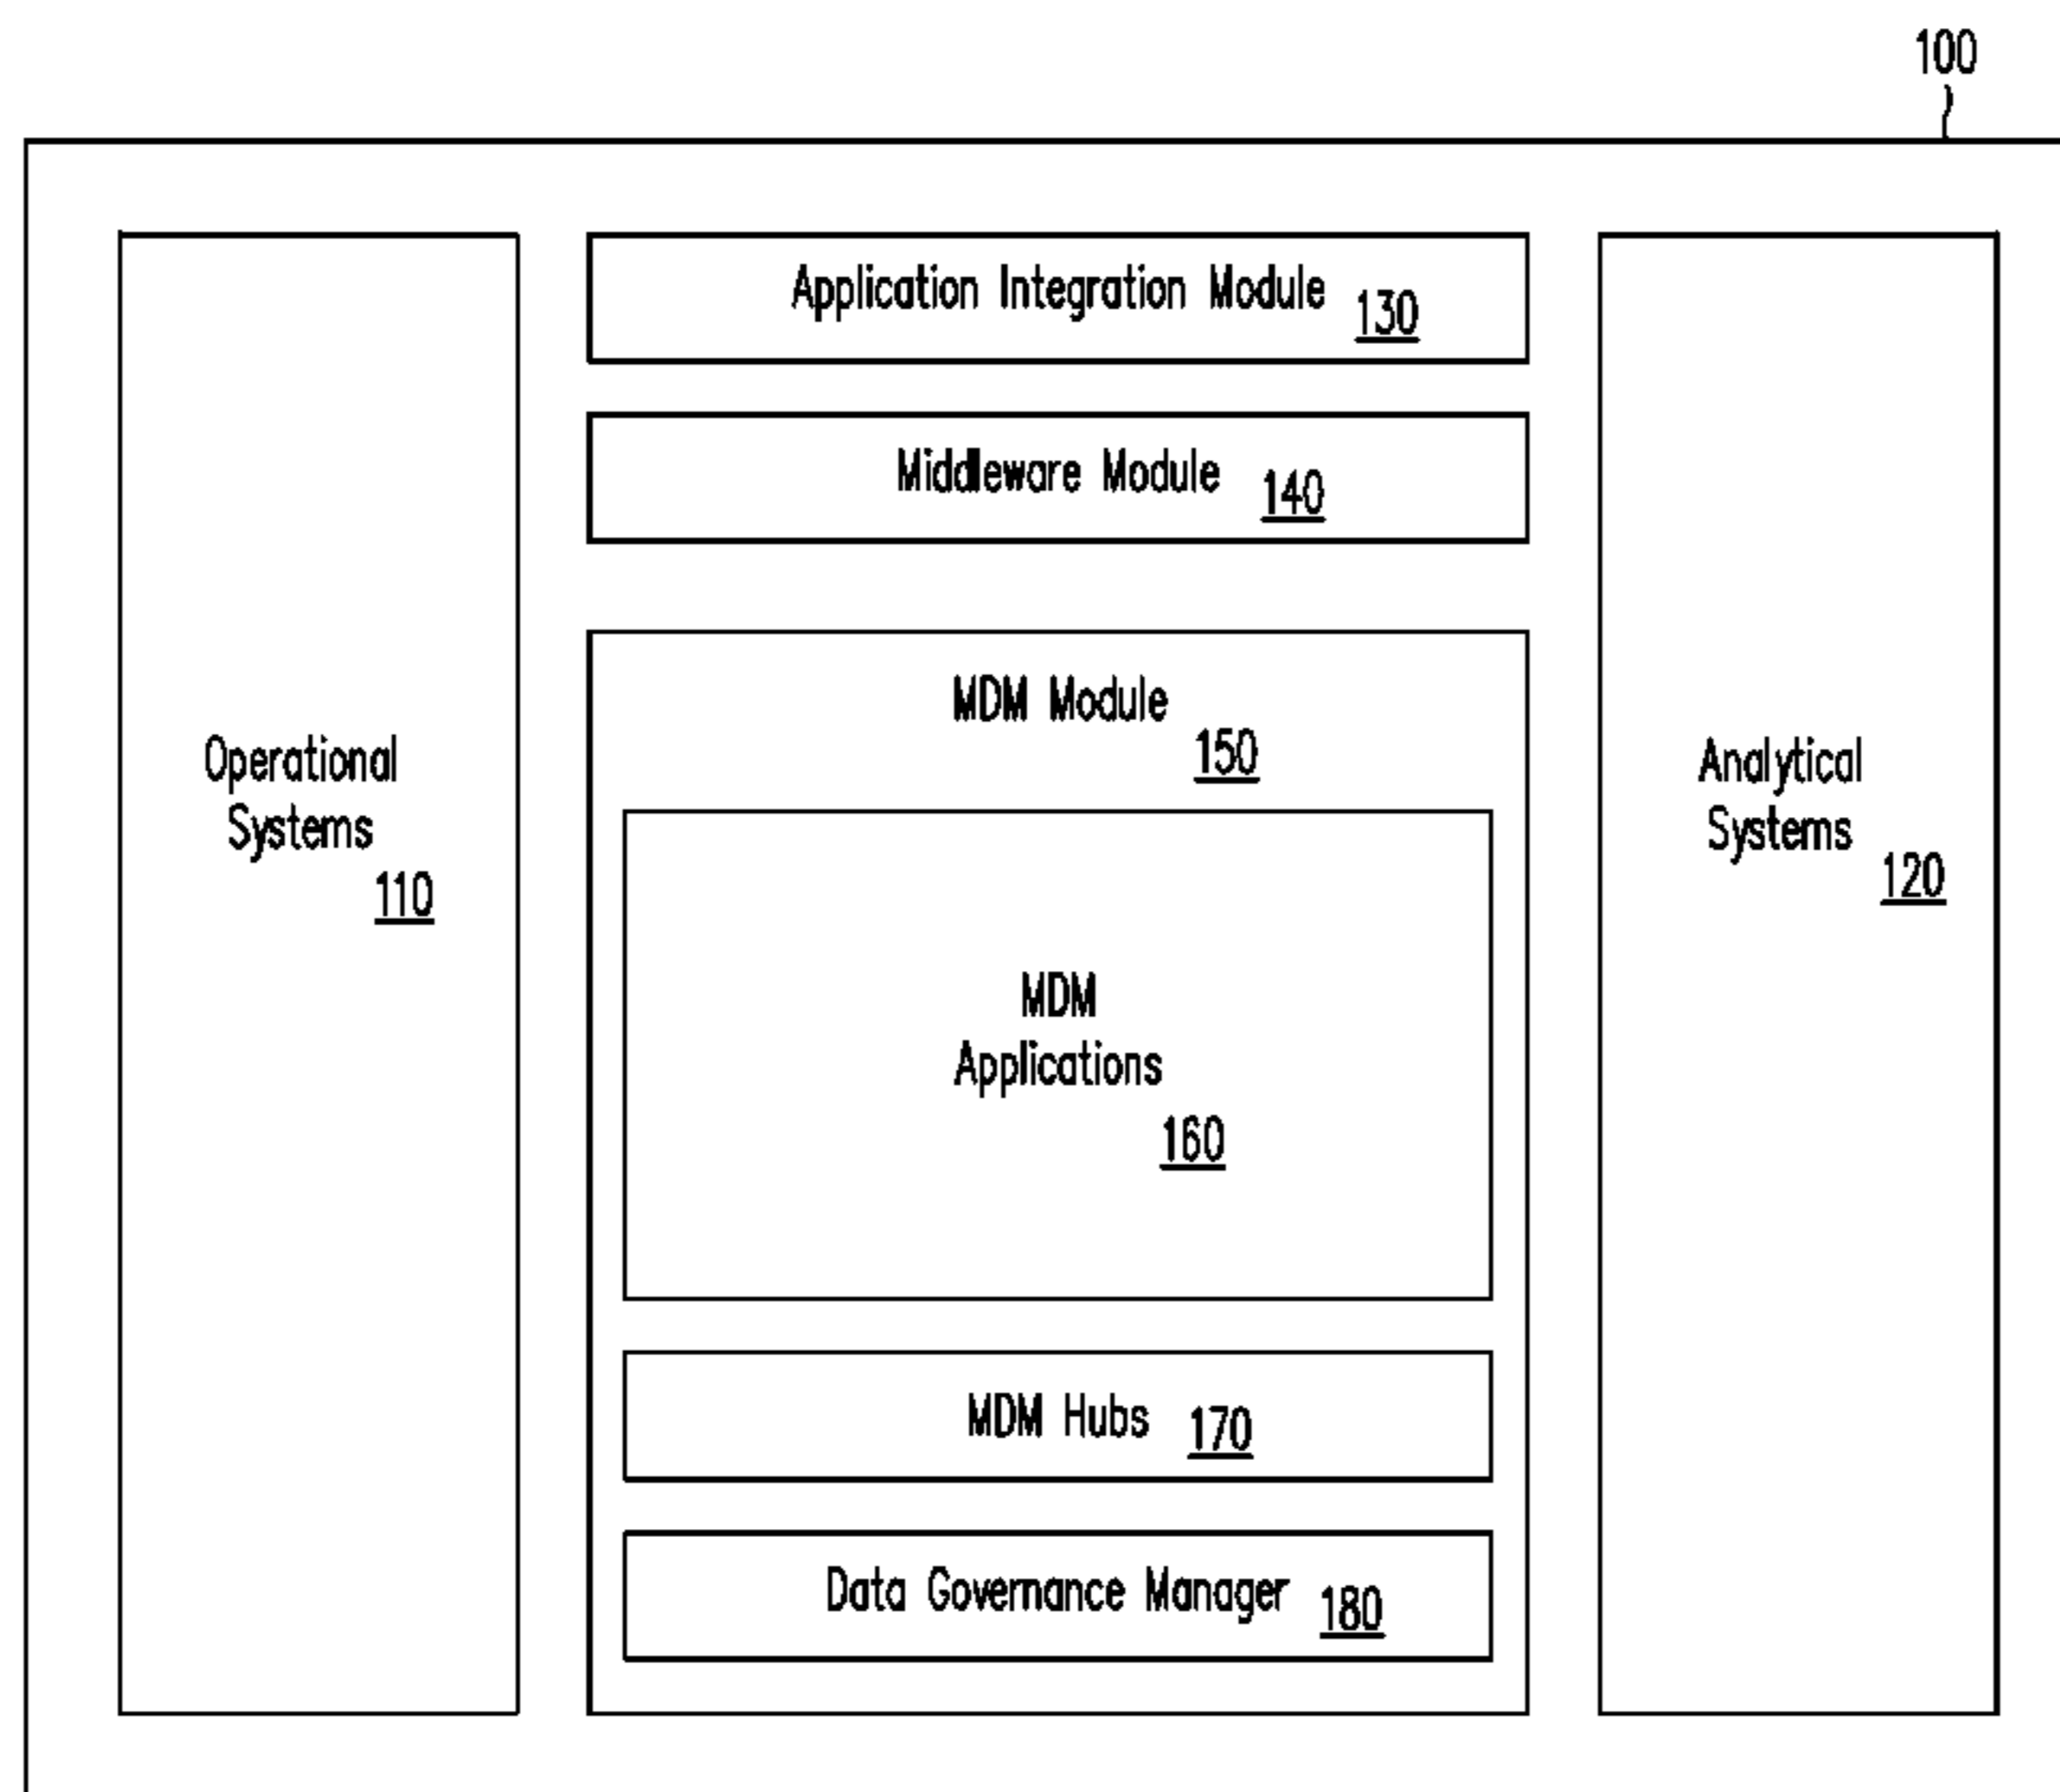 100
Application Integration Module 130
Middleware Module 140
MDM Module
150
Operational
Systems
110
Analytical
Systems
120
MDM
Applications
160
MDM Hubs 170
Data Governance Manager 180